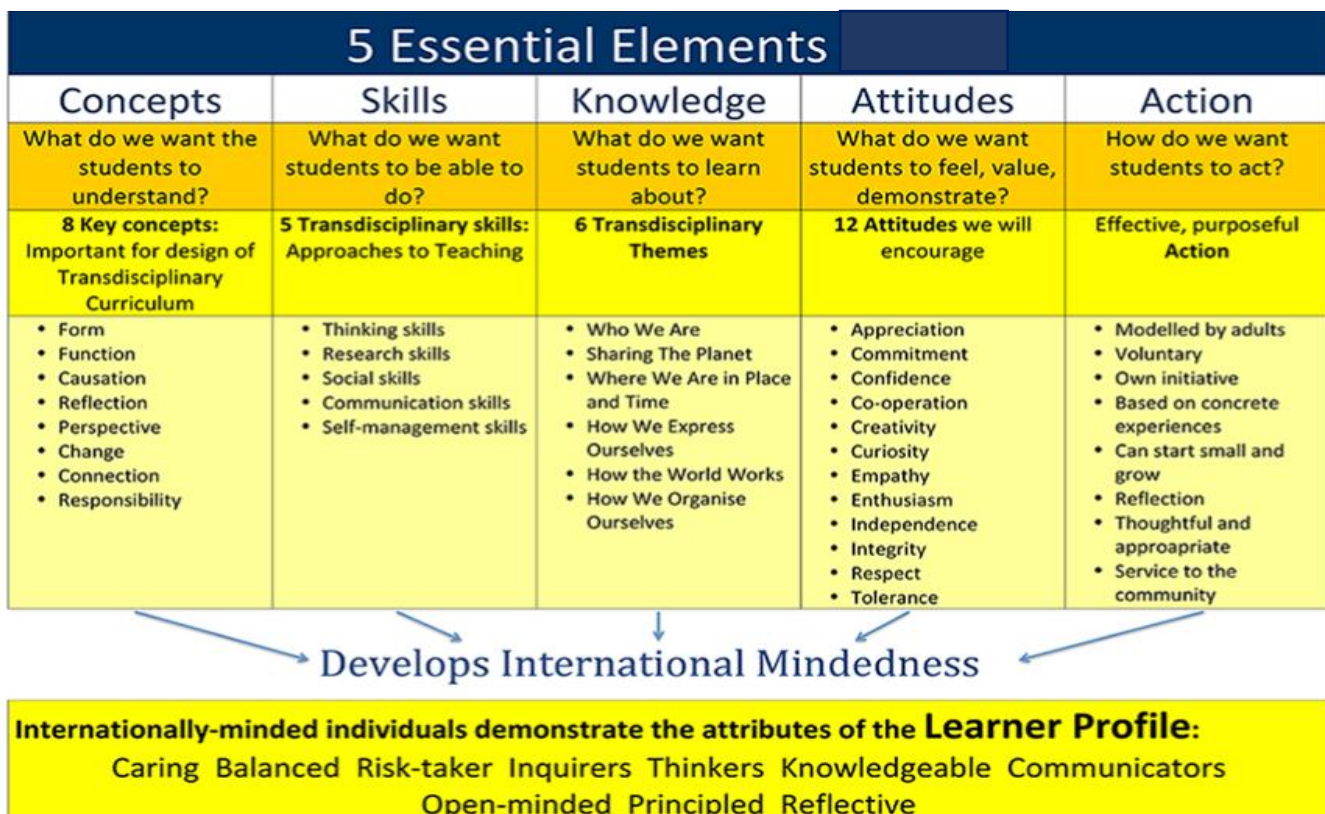 5 Essential Elements
Concepts
Skills
Knowledge
Attitudes
Action
What do we want the
students to
understand?
What do we want
students to be able to
do?
What do we want
students to learn
about?
What do we want
students to feel, value,
demonstrate?
How do we want
students to act?
8 Key concepts:
Important for design of
Transdisciplinary
Curriculum
5 Transdisciplinary skills:
Approaches to Teaching
6 Transdisciplinary
Themes
12 Attitudes we will
encourage
Effective, purposeful
Action
• Form
• Function
• Causation
• Reflection
• Perspective
• Change
• Connection
• Responsibility
• Thinking skills
• Research skills
• Social skills
• Communication skills
• Self-management skills
• Who We Are
• Sharing The Planet
• Where We Are in Place
and Time
• How We Express
Ourselves
• How the World Works
• How We Organise
Ourselves
• Appreciation
• Commitment
• Confidence
• Co-operation
• Creativity
• Curiosity
• Empathy
• Enthusiasm
• Independence
• Integrity
• Respect
• Tolerance
• Modelled by adults
• Voluntary
• Own initiative
• Based on concrete
experiences
• Can start small and
grow
• Reflection
• Thoughtful and
approapriate
• Service to the
community
Develops International Mindedness
Internationally-minded individuals demonstrate the attributes of the Learner Profile:
Caring Balanced Risk-taker Inquirers Thinkers Knowledgeable Communicators
Open-minded Principled Reflective